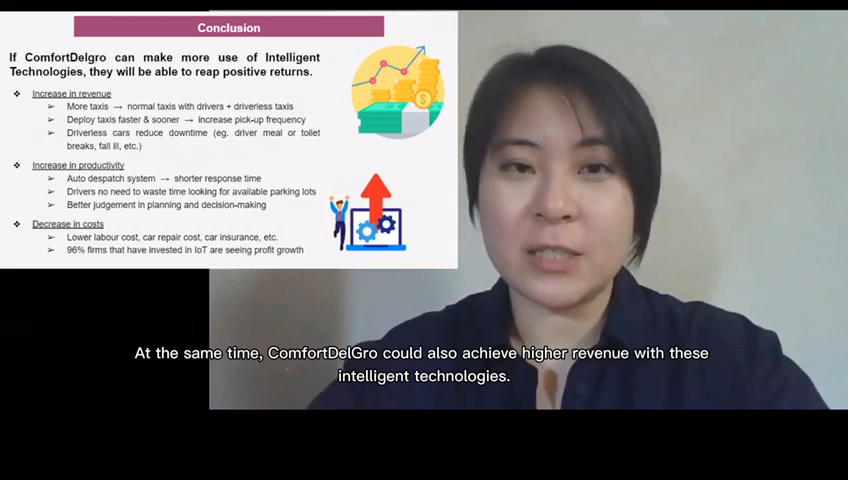 Conclusion
If ComfortDelgro can make more use of Intelligent
Technologies, they will be able to reap positive returns.
❖ Increase in revenue
➢ More taxis → normal taxis with drivers + driverless taxis
➢ Deploy taxis faster & sooner → increase pick-up frequency
➢ Driverless cars reduce downtime (eg. driver meal or toilet
breaks, fall ill, etc.)
❖ Increase in productivity
➢ Auto despatch system → shorter response time
➢ Drivers no need to waste time looking for available parking lots
➢ Better judgement in planning and decision-making
❖ Decrease in costs
➢ Lower labour cost, car repair cost, car insurance, etc.
➢ 96% firms that have invested in IoT are seeing profit growth
$
At the same time, ComfortDelGro could also achieve higher revenue with these
intelligent technologies.